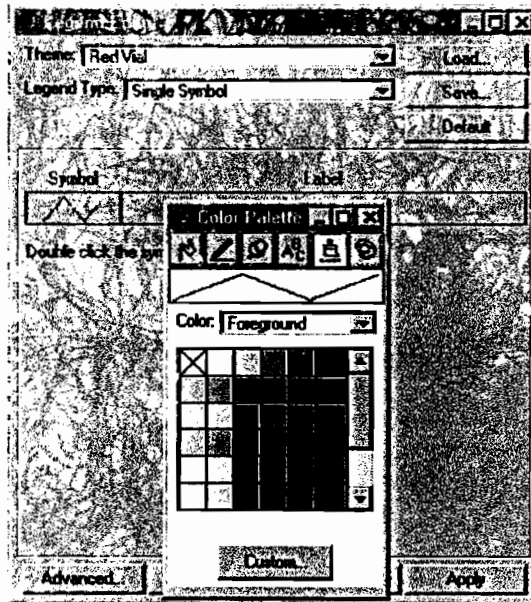 Theme: Red Vial
Load...
Legend Type: Single Symbol
Save...
Default
Symbol
Label
Color Palette
Double click the sym
Color: Foreground
Custom...
Advanced...
Apply